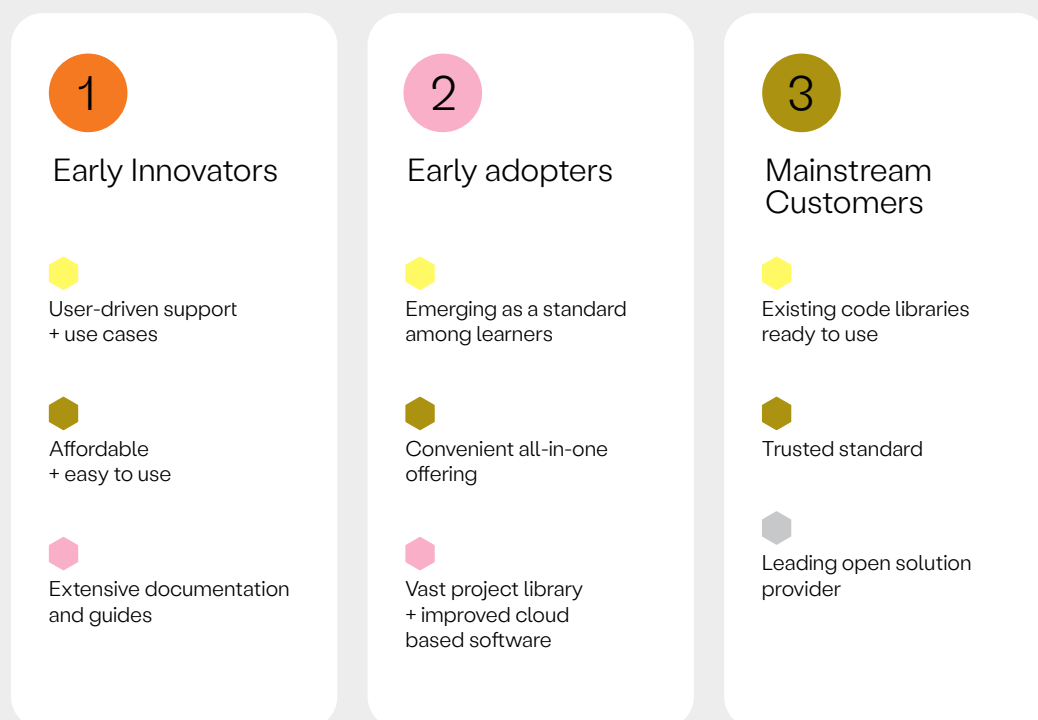 1
Early Innovators
User-driven support
+ use cases
Affordable
+ easy to use
Extensive documentation
and guides
2
Early adopters
Emerging as a standard
among learners
Convenient all-in-one
offering
Vast project library
+ improved cloud
based software
3
Mainstream
Customers
Existing code libraries
ready to use
Trusted standard
Leading open solution
provider